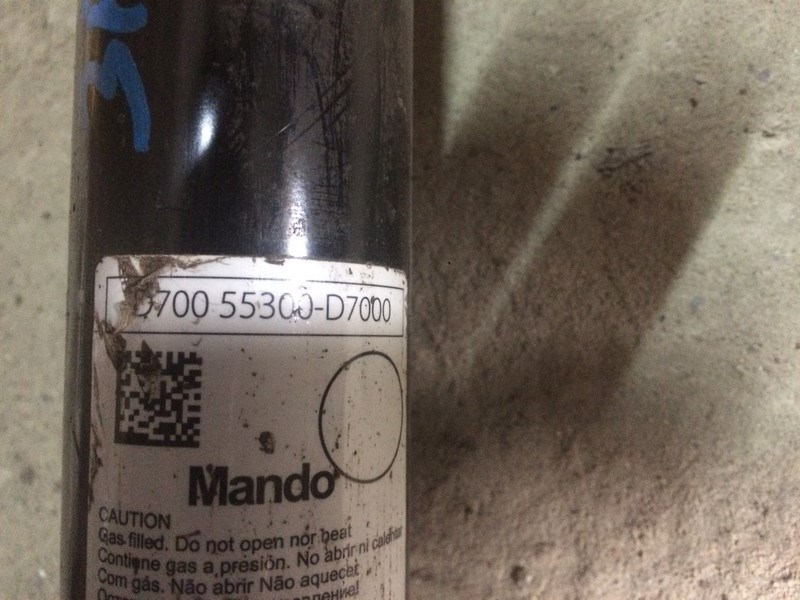 D700 55300-D7000
Mando
CAUTION
Gas filled. Do not open nor heat
Contiene gas a presión. No abrir ni calentar
Com gás. Não abrir Não aquecer